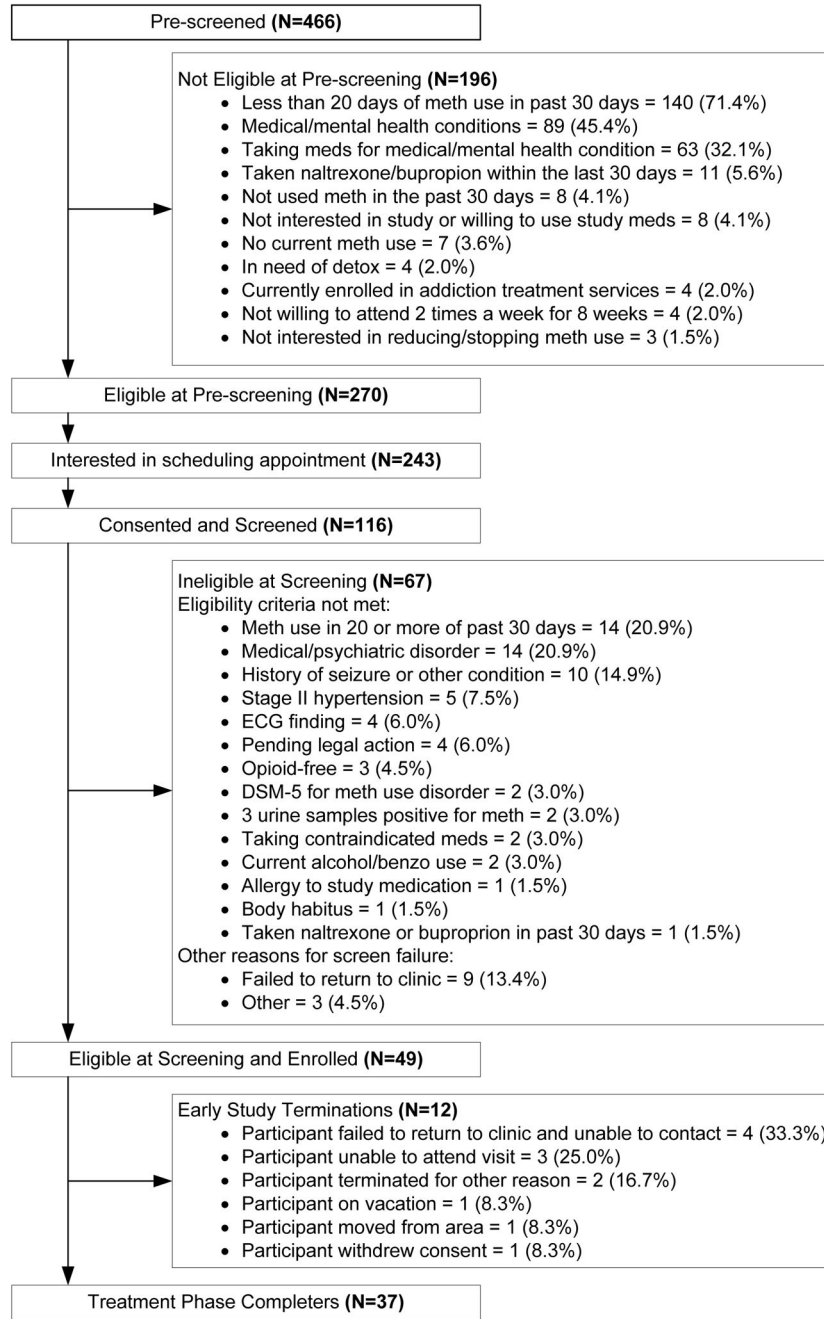 Pre-screened (N=466)
Not Eligible at Pre-screening (N=196)
• Less than 20 days of meth use in past 30 days = 140 (71.4%)
• Medical/mental health conditions = 89 (45.4%)
• Taking meds for medical/mental health condition = 63 (32.1%)
• Taken naltrexone/bupropion within the last 30 days = 11 (5.6%)
• Not used meth in the past 30 days = 8 (4.1%)
• Not interested in study or willing to use study meds = 8 (4.1%)
• No current meth use = 7 (3.6%)
• In need of detox = 4 (2.0%)
• Currently enrolled in addiction treatment services = 4 (2.0%)
• Not willing to attend 2 times a week for 8 weeks = 4 (2.0%)
• Not interested in reducing/stopping meth use = 3 (1.5%)
Eligible at Pre-screening (N=270)
Interested in scheduling appointment (N=243)
Consented and Screened (N=116)
Ineligible at Screening (N=67)
Eligibility criteria not met:
• Meth use in 20 or more of past 30 days = 14 (20.9%)
• Medical/psychiatric disorder = 14 (20.9%)
• History of seizure or other condition = 10 (14.9%)
• Stage II hypertension = 5 (7.5%)
• ECG finding = 4 (6.0%)
• Pending legal action = 4 (6.0%)
• Opioid-free = 3 (4.5%)
• DSM-5 for meth use disorder = 2 (3.0%)
• 3 urine samples positive for meth = 2 (3.0%)
• Taking contraindicated meds = 2 (3.0%)
• Current alcohol/benzo use = 2 (3.0%)
• Allergy to study medication = 1 (1.5%)
• Body habitus = 1 (1.5%)
• Taken naltrexone or buproprion in past 30 days = 1 (1.5%)
Other reasons for screen failure:
• Failed to return to clinic = 9 (13.4%)
• Other = 3 (4.5%)
Eligible at Screening and Enrolled (N=49)
Early Study Terminations (N=12)
• Participant failed to return to clinic and unable to contact = 4 (33.3%)
• Participant unable to attend visit = 3 (25.0%)
• Participant terminated for other reason = 2 (16.7%)
• Participant on vacation = 1 (8.3%)
• Participant moved from area = 1 (8.3%)
• Participant withdrew consent = 1 (8.3%)
Treatment Phase Completers (N=37)